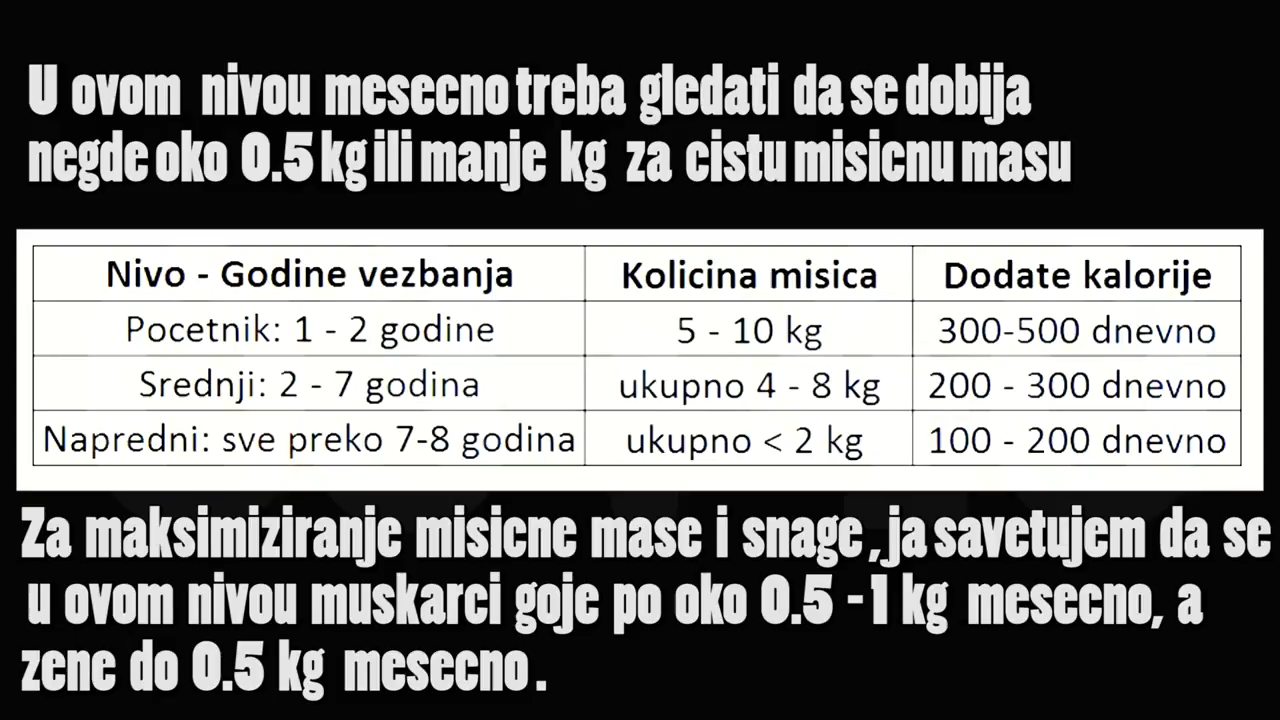 U ovom nivou mesecno treba gledati da se dobija
negde oko 0.5 kg ili manje kg za cistu misicnu masu
Nivo - Godine vezbanja Kolicina misica Dodate kalorije
Pocetnik: 1 - 2 godine 5 - 10 kg 300-500 dnevno
Srednji: 2 - 7 godina ukupno 4 - 8 kg 200 - 300 dnevno
Napredni: sve preko 7-8 godina ukupno < 2 kg 100 - 200 dnevno
Za maksimiziranje misicne mase i snage, ja savetujem da se
u ovom nivou muskarci goje po oko 0.5 - 1 kg mesecno, a
zene do 0.5 kg mesecno.